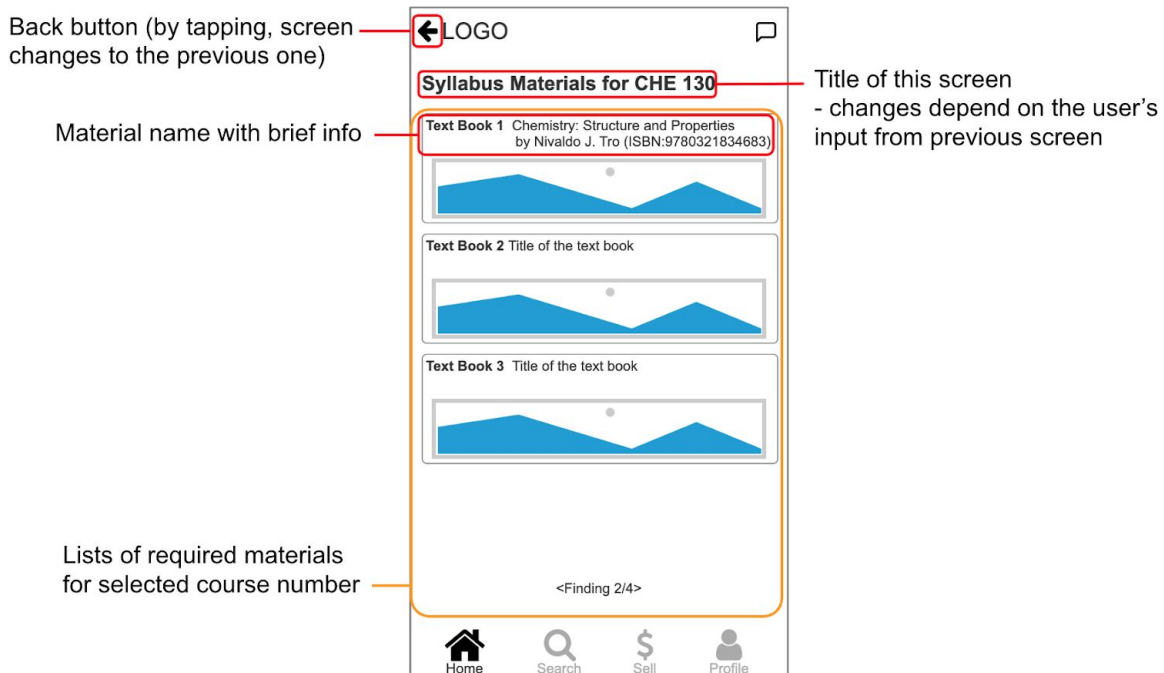 Back button (by tapping, screen
changes to the previous one)
LOGO
Syllabus Materials for CHE 130
Title of this screen
- changes depend on the user's
input from previous screen
Material name with brief info
Text Book 1 Chemistry: Structure and Properties
by Nivaldo J. Tro (ISBN:9780321834683)
Text Book 2 Title of the text book
Text Book 3 Title of the text book
Lists of required materials
for selected course number
<Finding 2/4>
Home
Search
Sell
Profile